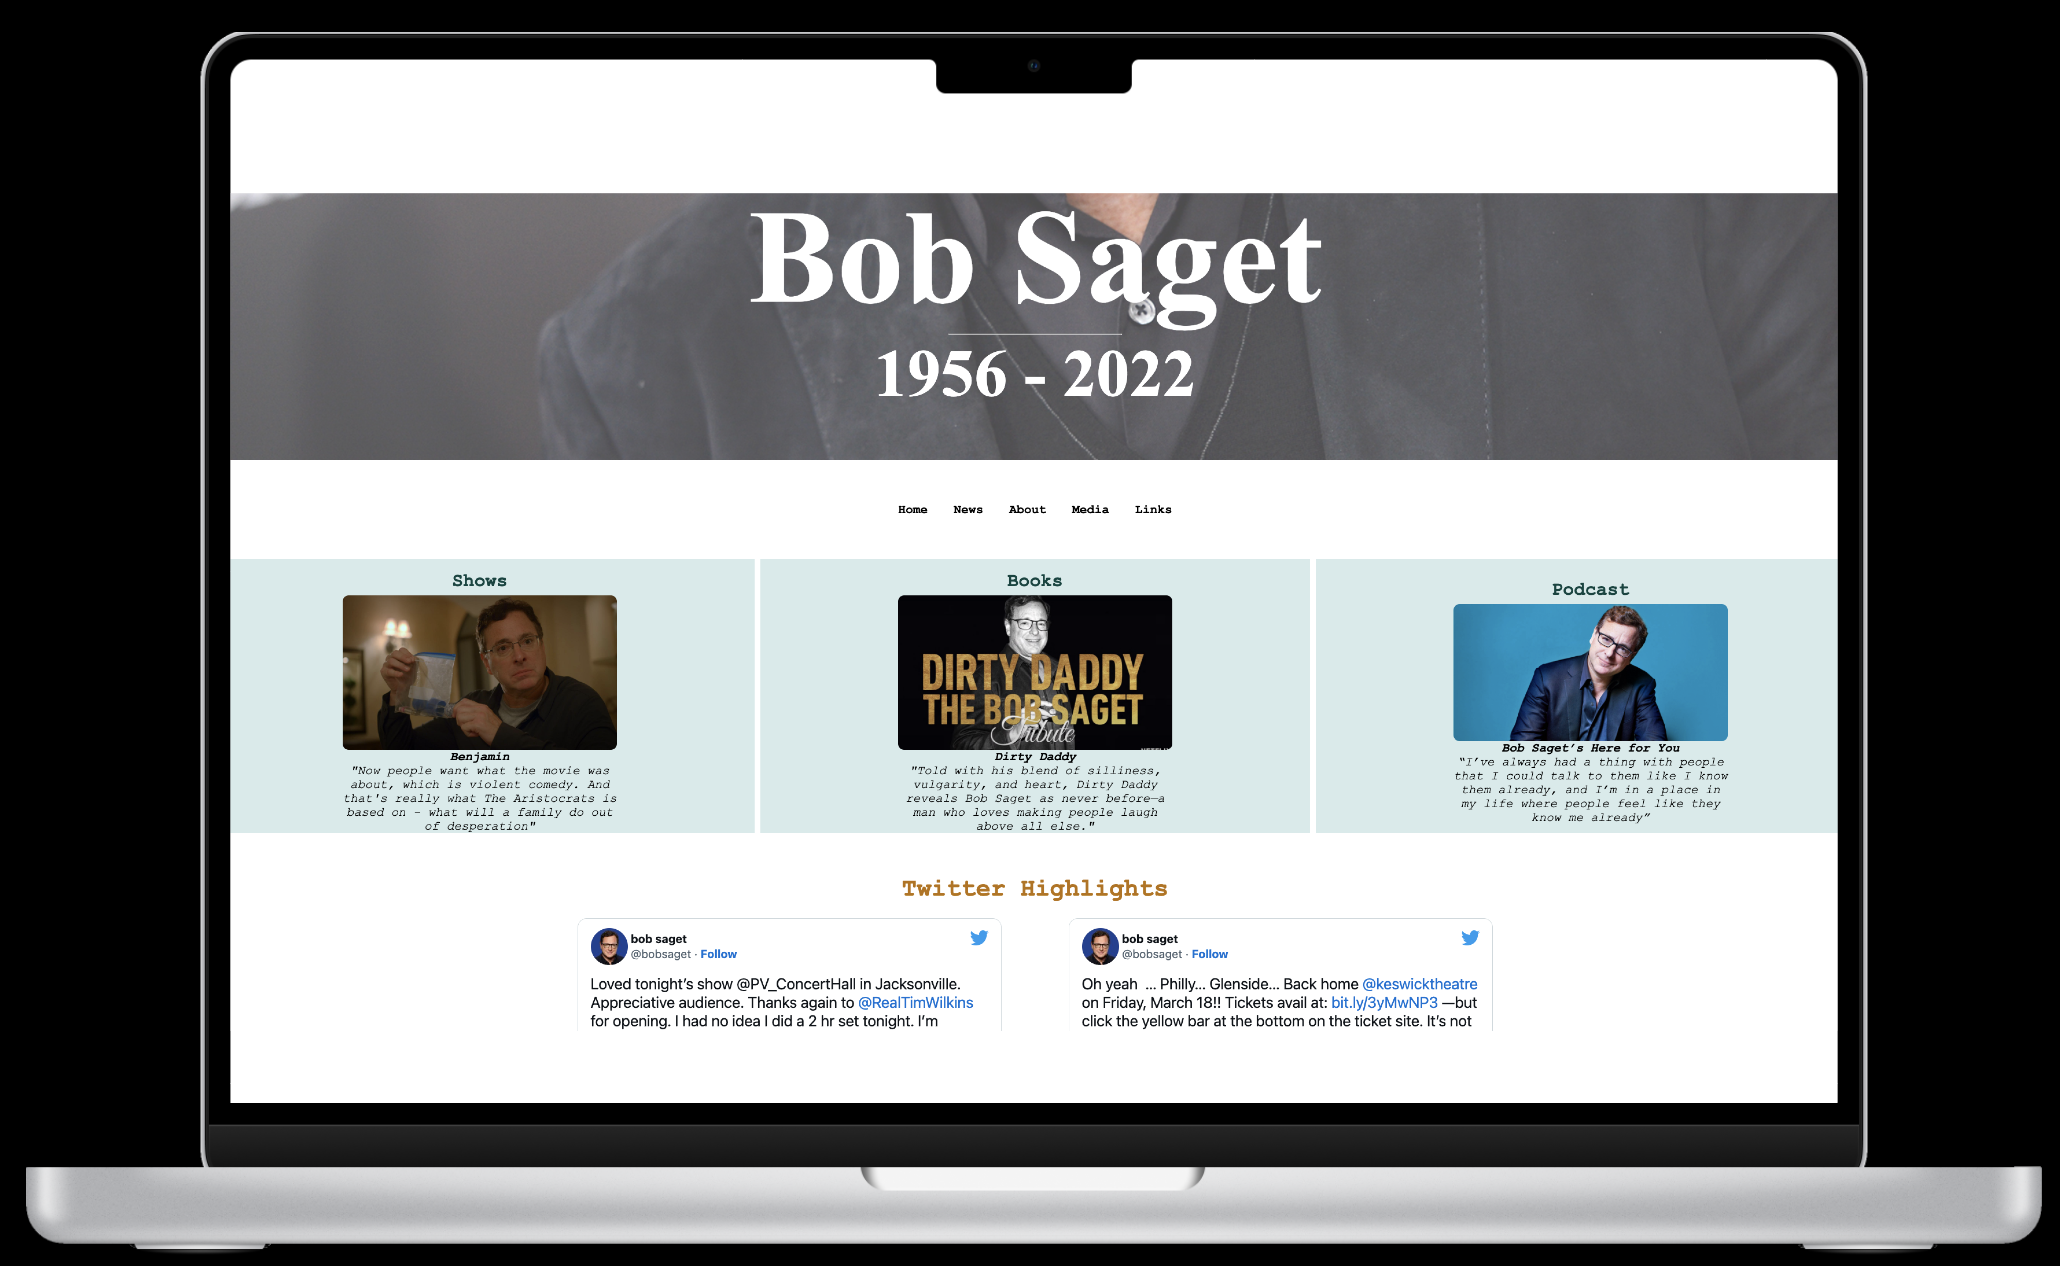 Bob Saget
1956 - 2022
Home News About Media Links
Shows
Benjamin
"Now people want what the movie was
about, which is violent comedy. And
that's really what The Aristocrats is
based on - what will a family do out
of desperation"
Books
DIRTY DADDY
THE BOB SAGET
Tribute
Dirty Daddy
"Told with his blend of silliness,
vulgarity, and heart, Dirty Daddy
reveals Bob Saget as never before—a
man who loves making people laugh
above all else."
Podcast
Bob Saget’s Here for You
“I’ve always had a thing with people
that I could talk to them like I know
them already, and I’m in a place in
my life where people feel like they
know me already”
Twitter Highlights
bob saget
@bobsaget · Follow
Loved tonight’s show @PV_ConcertHall in Jacksonville.
Appreciative audience. Thanks again to @RealTimWilkins
for opening. I had no idea I did a 2 hr set tonight. I’m
bob saget
@bobsaget · Follow
Oh yeah ... Philly... Glenside... Back home @keswicktheatre
on Friday, March 18!! Tickets avail at: bit.ly/3yMwNP3 —but
click the yellow bar at the bottom on the ticket site. It’s not